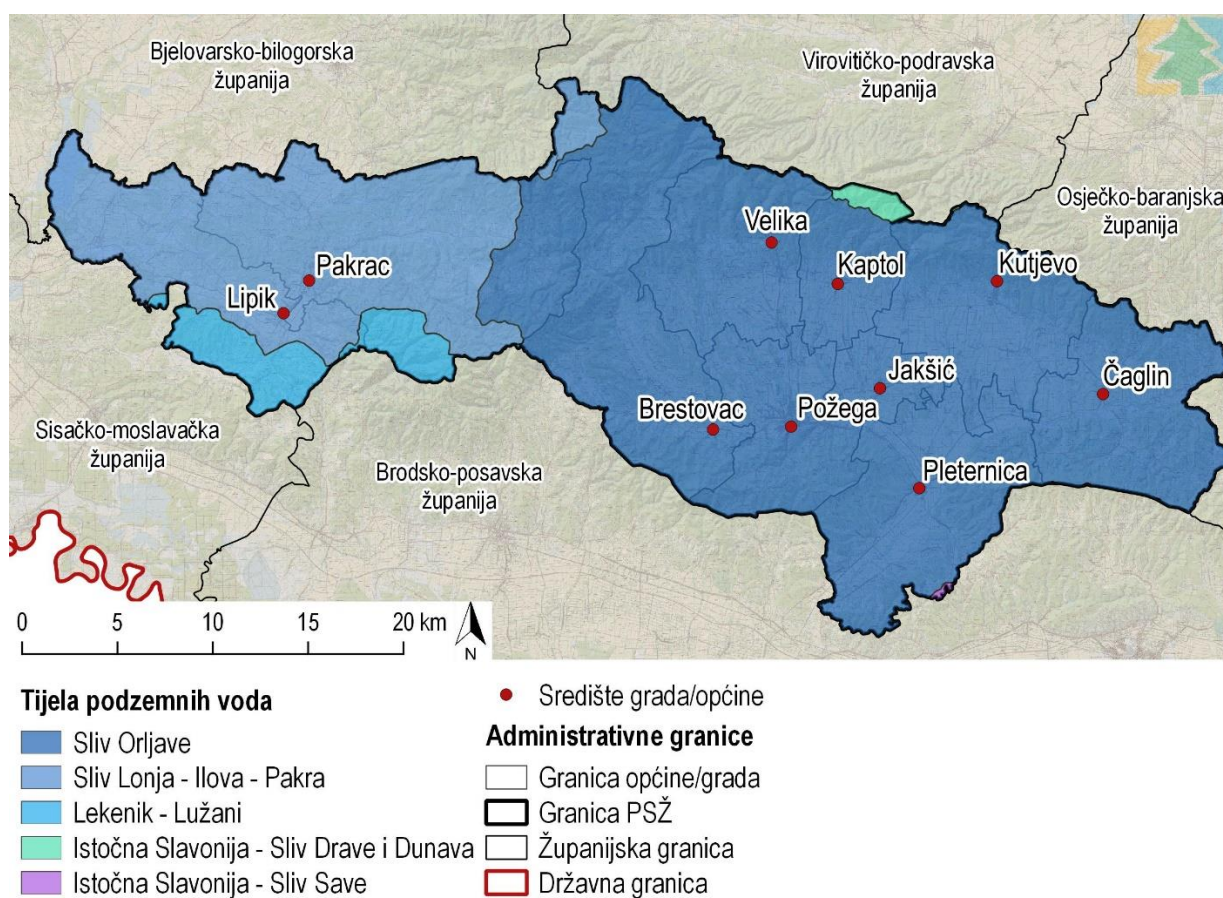 Bjelovarsko-bilogorska
županija
Virovitičko-podravska
županija
Osječko-baranjska
županija
Velika
Kaptol
Kutjevo
Pakrac
Lipik
Jakšić
Čaglin
Brestovac
Požega
Pleternica
Sisačko-moslavačka
županija
Brodsko-posavska
županija
0 5 10 15 20 km
N
Tijela podzemnih voda
Sliv Orljave
Sliv Lonja - Ilova - Pakra
Lekenik - Lužani
Istočna Slavonija - Sliv Drave i Dunava
Istočna Slavonija - Sliv Save
Središte grada/općine
Administrativne granice
Granica općine/grada
Granica PSŽ
Županijska granica
Državna granica